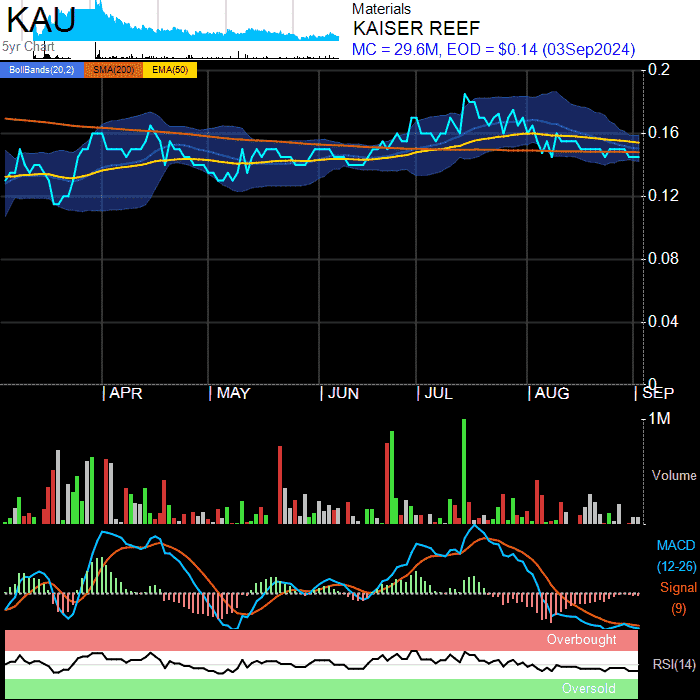 KAU
5yr Chart
Materials
KAISER REEF
MC = 29.6M, EOD = $0.14 (03Sep2024)
BollBands(20,2) SMA(200) EMA(50)
0.2
0.16
0.12
0.08
0.04
0
APR MAY JUN JUL AUG SEP
1M
Volume
MACD
(12-26)
Signal
(9)
Overbought
RSI(14)
Oversold